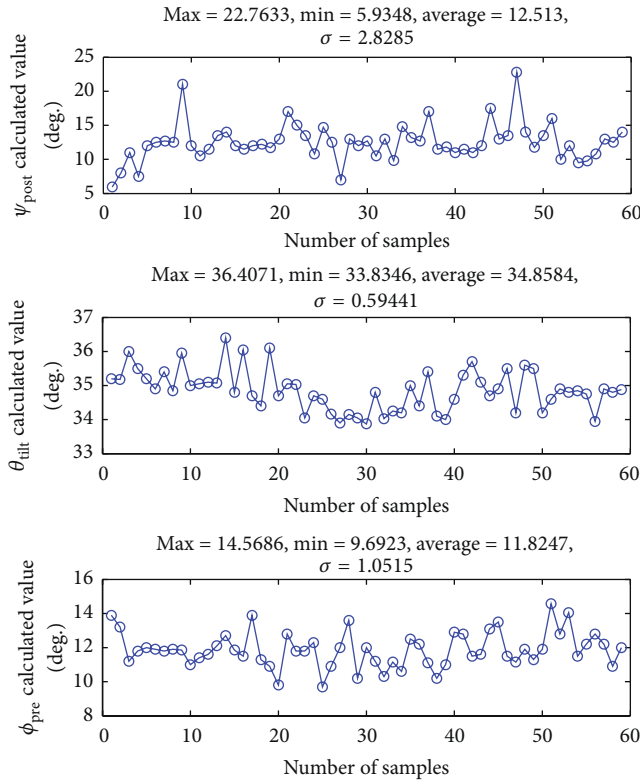 Max = 22.7633, min = 5.9348, average = 12.513,
σ = 2.8285
ψpost calculated value
(deg.)
25
20
15
10
5
0 10 20 30 40 50 60
Number of samples
Max = 36.4071, min = 33.8346, average = 34.8584,
σ = 0.59441
θtilt calculated value
(deg.)
37
36
35
34
33
0 10 20 30 40 50 60
Number of samples
Max = 14.5686, min = 9.6923, average = 11.8247,
σ = 1.0515
ϕpre calculated value
(deg.)
16
14
12
10
8
0 10 20 30 40 50 60
Number of samples